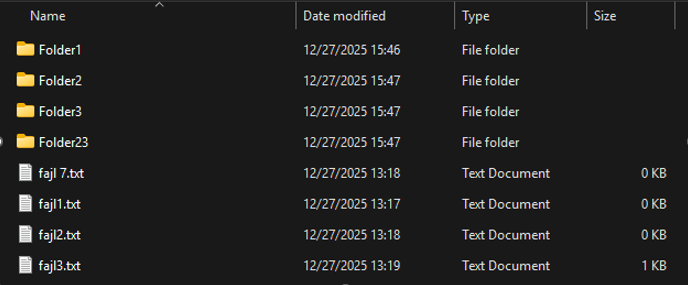 Name Date modified Type Size
Folder1 12/27/2025 15:46 File folder
Folder2 12/27/2025 15:47 File folder
Folder3 12/27/2025 15:47 File folder
Folder23 12/27/2025 15:47 File folder
fajl 7.txt 12/27/2025 13:18 Text Document 0 KB
fajl1.txt 12/27/2025 13:17 Text Document 0 KB
fajl2.txt 12/27/2025 13:18 Text Document 0 KB
fajl3.txt 12/27/2025 13:19 Text Document 1 KB